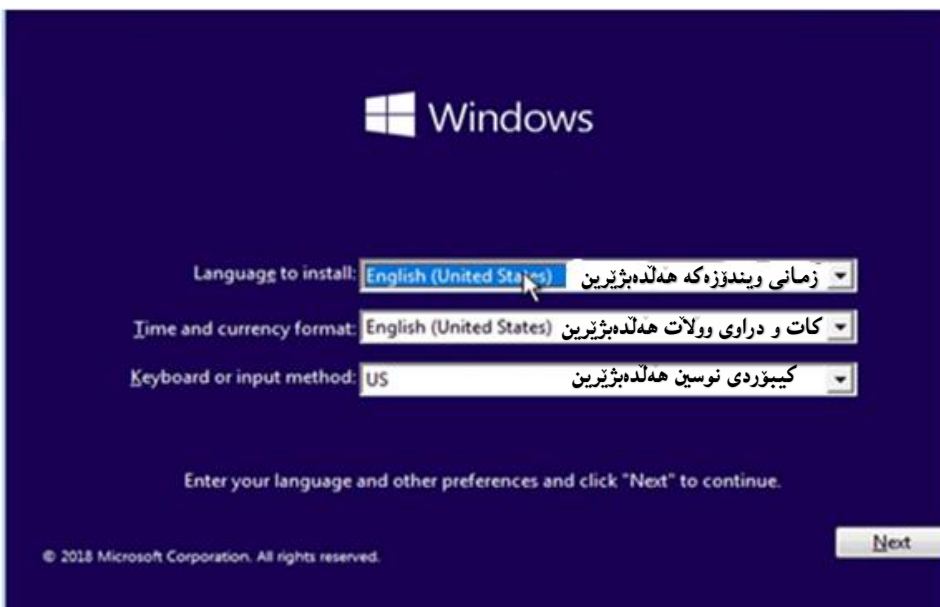 Windows
Language to install: English (United States) زمانی ویندۆزەکە هەڵدەبژێرین
Time and currency format: English (United States) کات و دراوی وولآت هەڵدەبژێرین
Keyboard or input method: US کیبۆردی نوسین هەڵدەبژێرین
Enter your language and other preferences and click "Next" to continue.
© 2018 Microsoft Corporation. All rights reserved.
Next